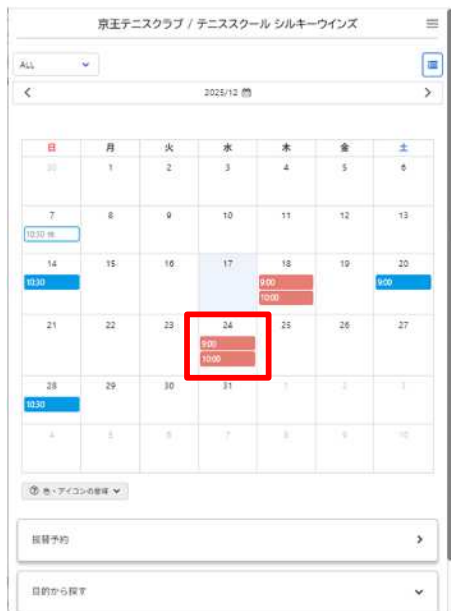 京王テニスクラブ / テニススクール シルキーウインズ
ALL
2025/12
日 月 火 水 木 金 土
30 1 2 3 4 5 6
7 8 9 10 11 12 13
10:30 休
14 15 16 17 18 19 20
10:30 9:00 9:00
10:00
21 22 23 24 25 26 27
9:00
10:00
28 29 30 31 1 2 3
10:30
4 5 6 7 8 9 10
色・アイコンの意味
振替予約
目的から探す